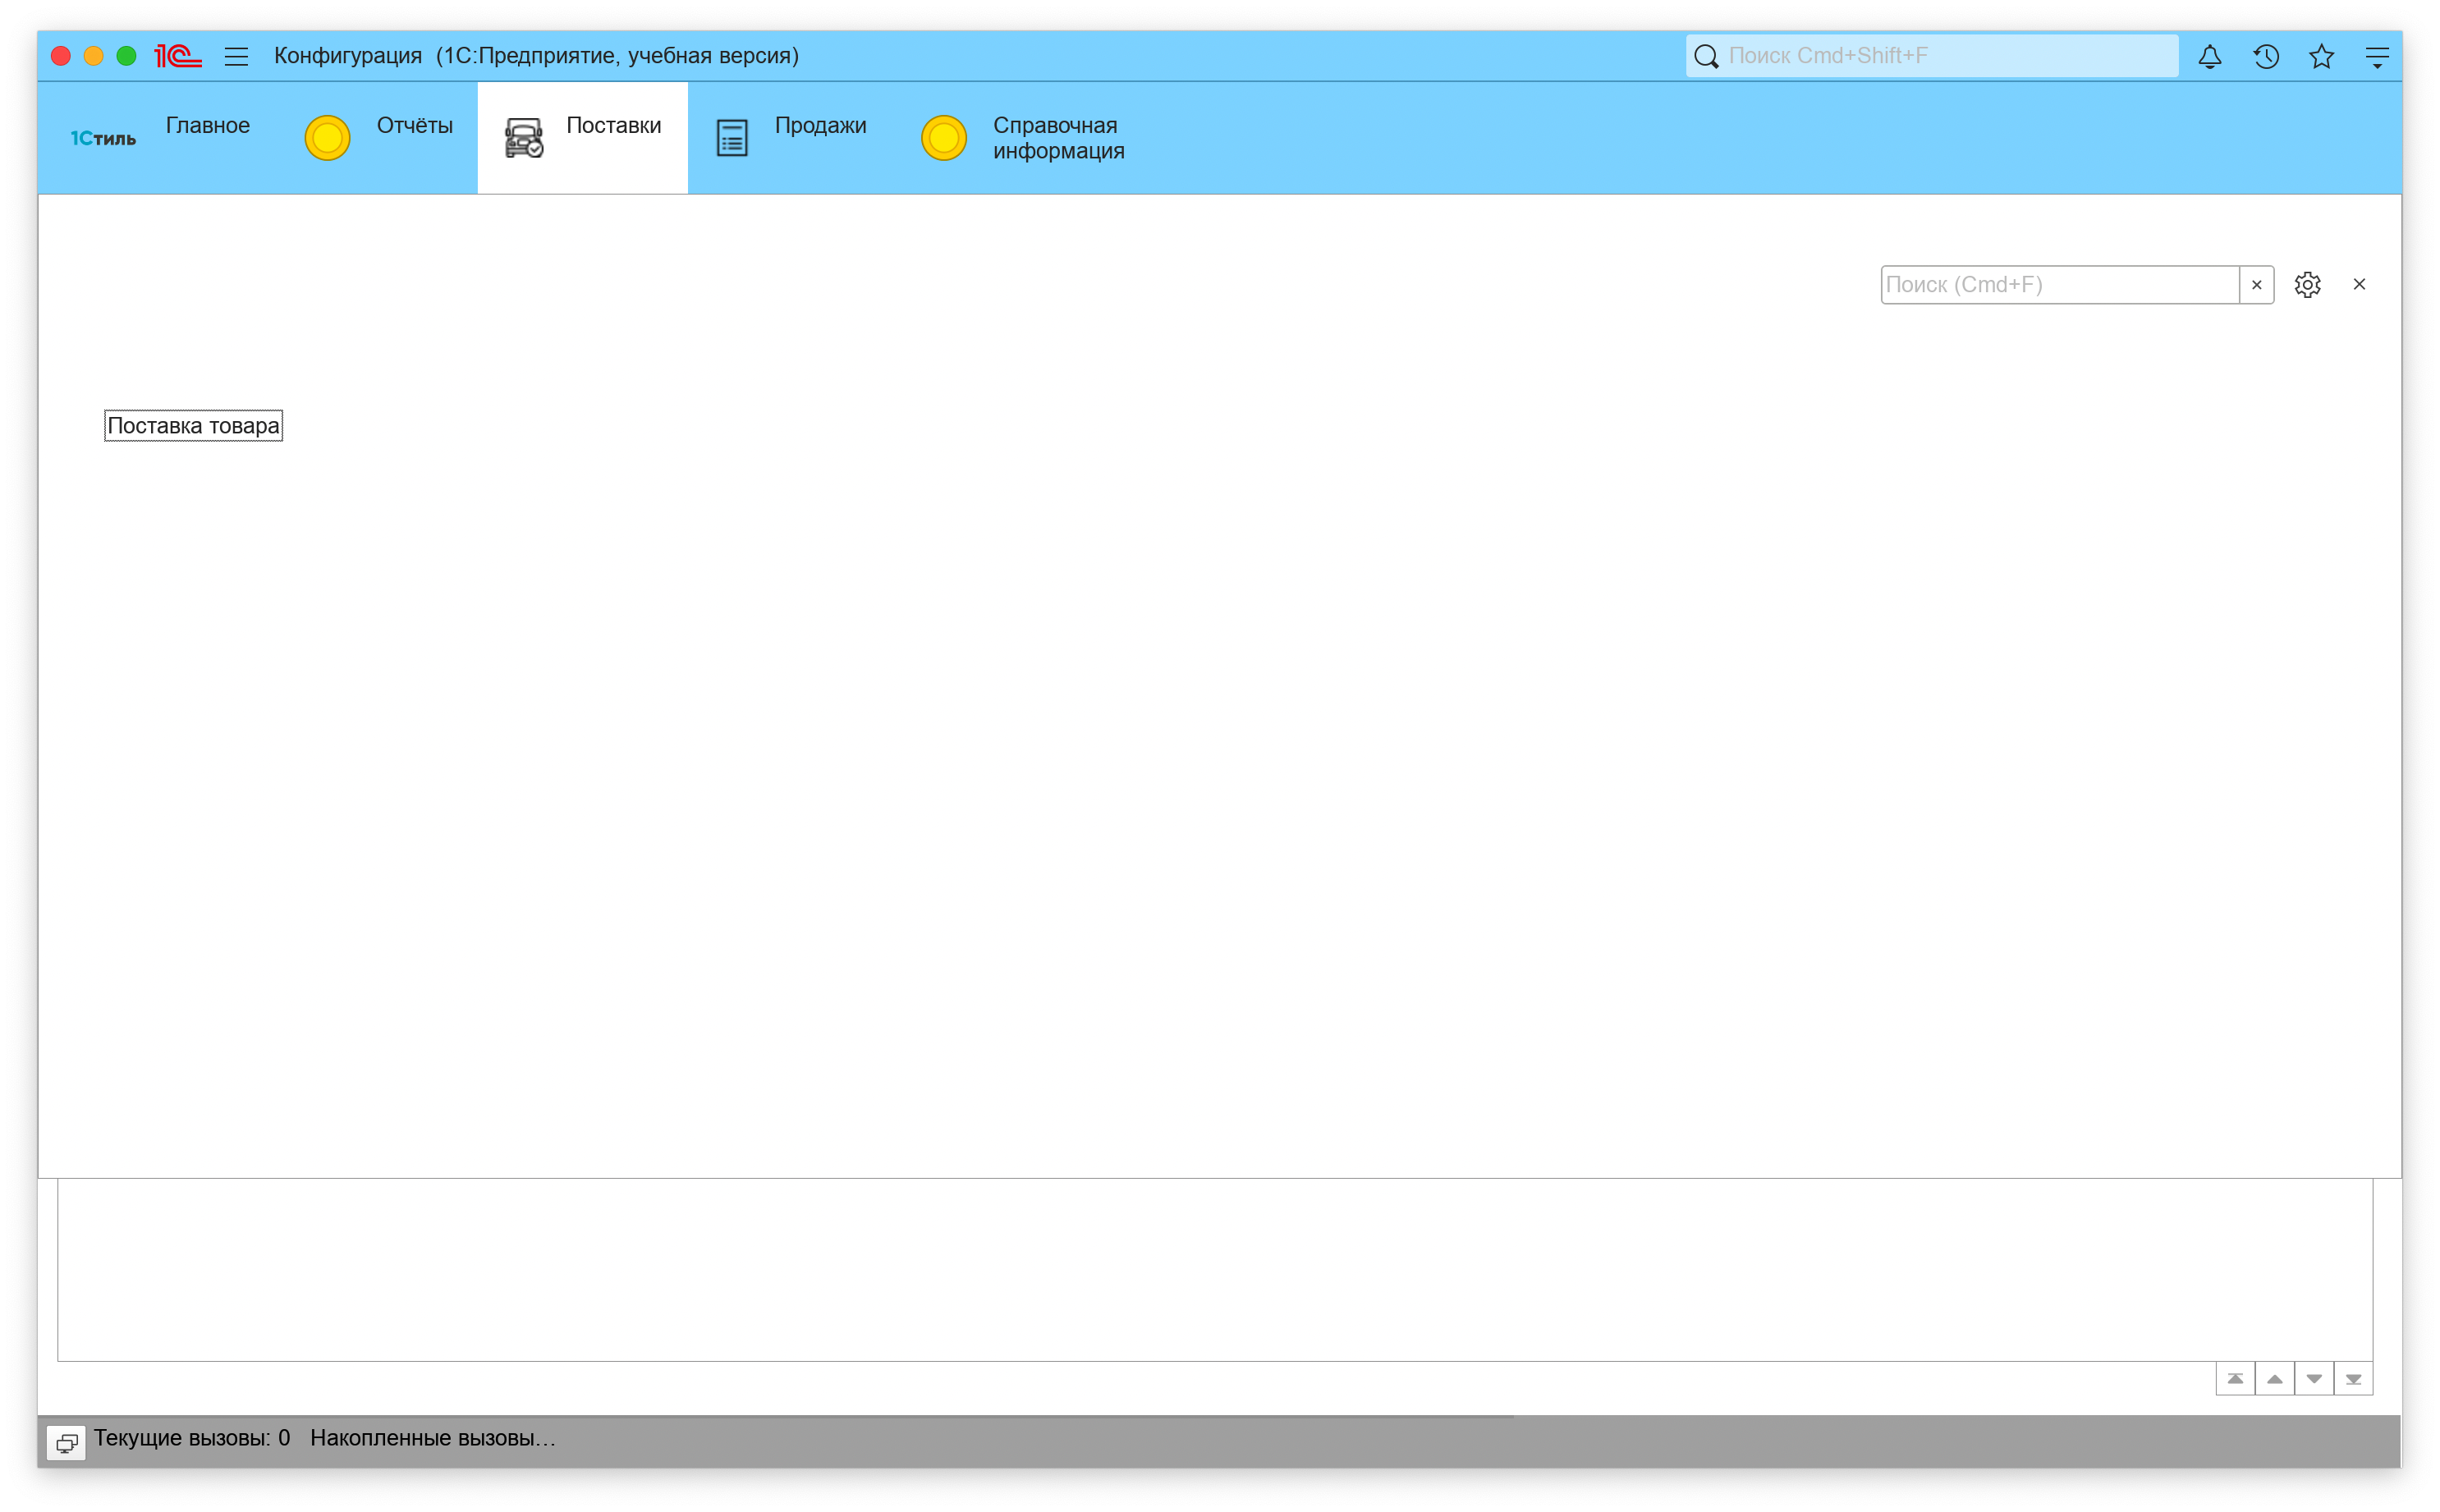 1С Конфигурация (1С:Предприятие, учебная версия) Поиск Cmd+Shift+F
1Стиль Главное Отчёты Поставки Продажи Справочная
информация
Поиск (Cmd+F)
Поставка товара
Текущие вызовы: 0 Накопленные вызовы...